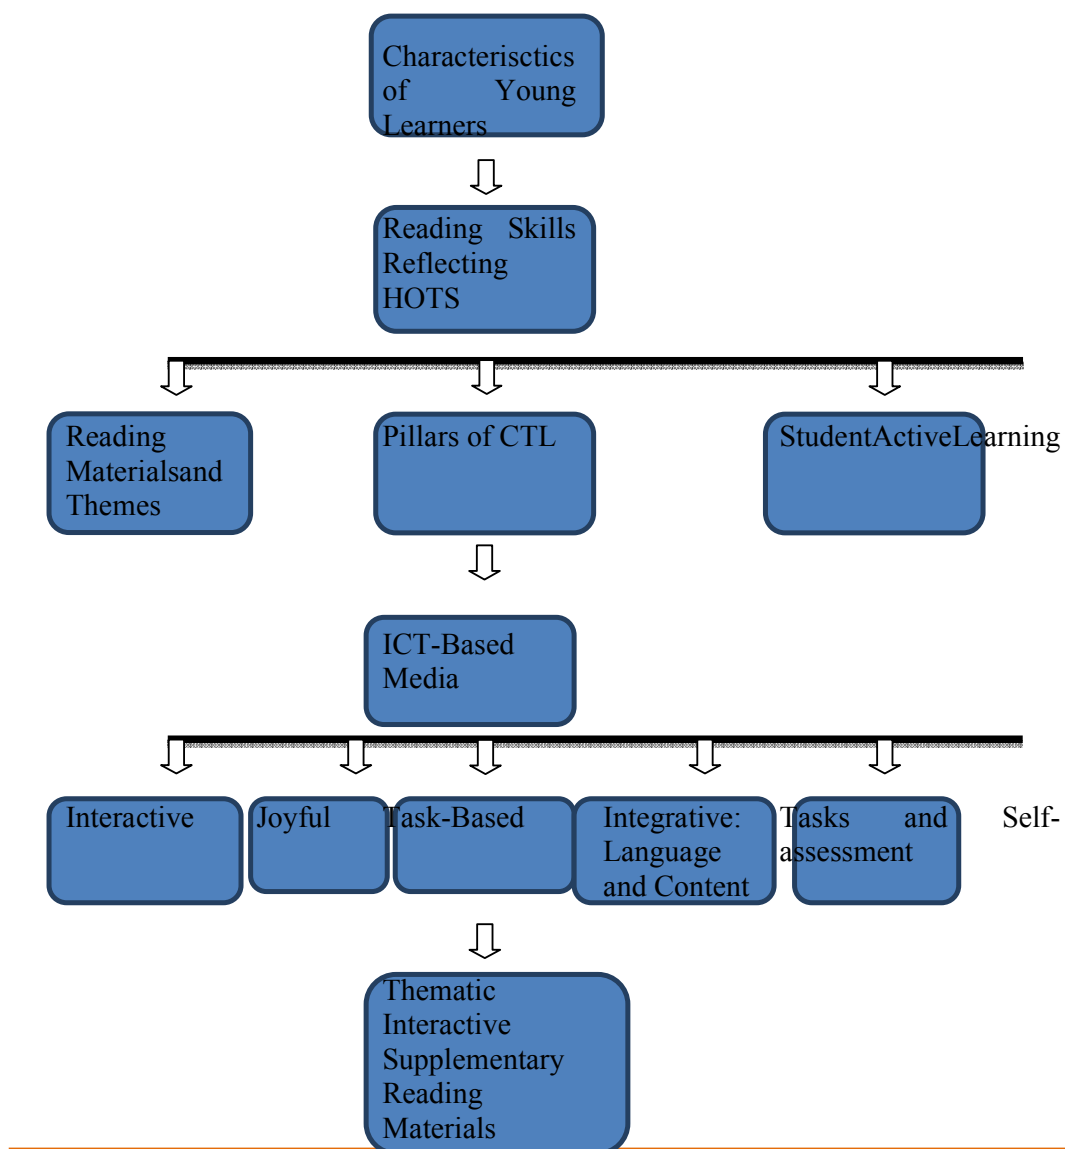 Characterisctics
of Young
Learners
Reading Skills
Reflecting
HOTS
Reading
Materialsand
Themes
Pillars of CTL
StudentActiveLearning
ICT-Based
Media
Interactive
Joyful
Task-Based
Integrative:
Language
and Content
Tasks and Self-
assessment
Thematic
Interactive
Supplementary
Reading
Materials